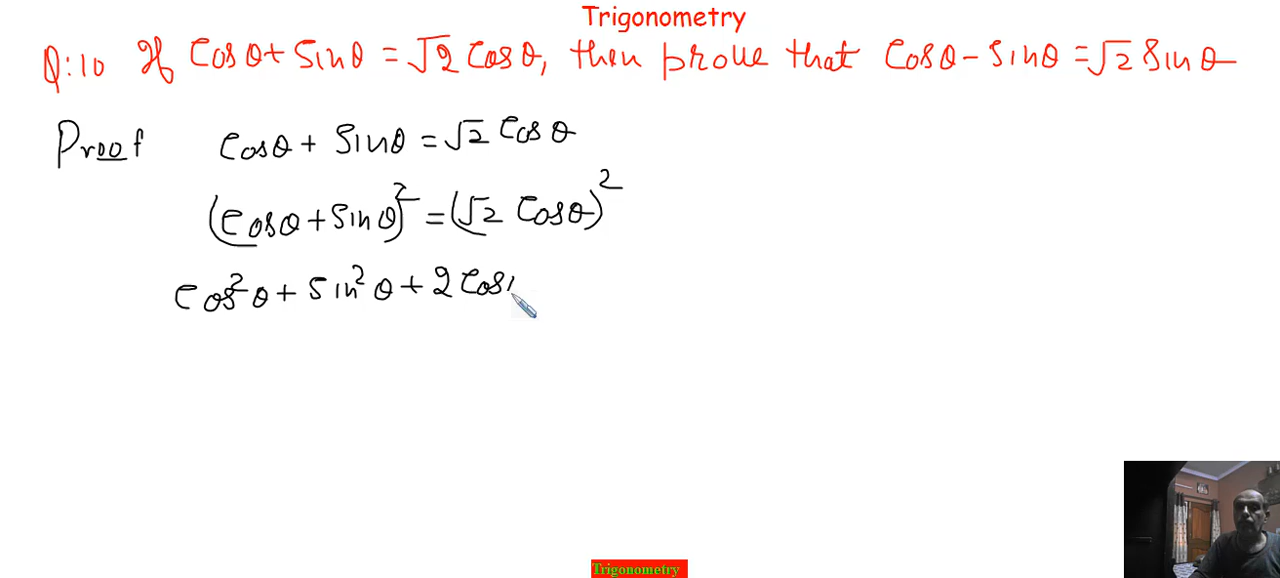 Trigonometry
Q:10 If Cosθ + Sinθ = √2 Cosθ, then prove that Cosθ - Sinθ = √2 Sinθ
Proof Cosθ + Sinθ = √2 Cosθ
(Cosθ + Sinθ)² = (√2 Cosθ)²
Cos²θ + Sin²θ + 2 Cos
Trigonometry